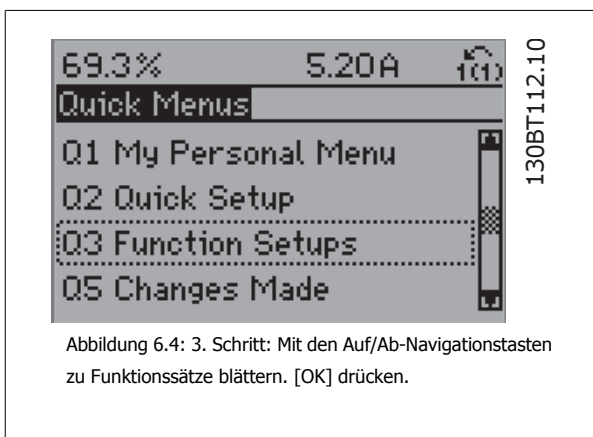 69.3% 5.20A 1(1)
Quick Menus
Q1 My Personal Menu
Q2 Quick Setup
Q3 Function Setups
Q5 Changes Made
130BT112.10
Abbildung 6.4: 3. Schritt: Mit den Auf/Ab-Navigationstasten
zu Funktionssätze blättern. [OK] drücken.